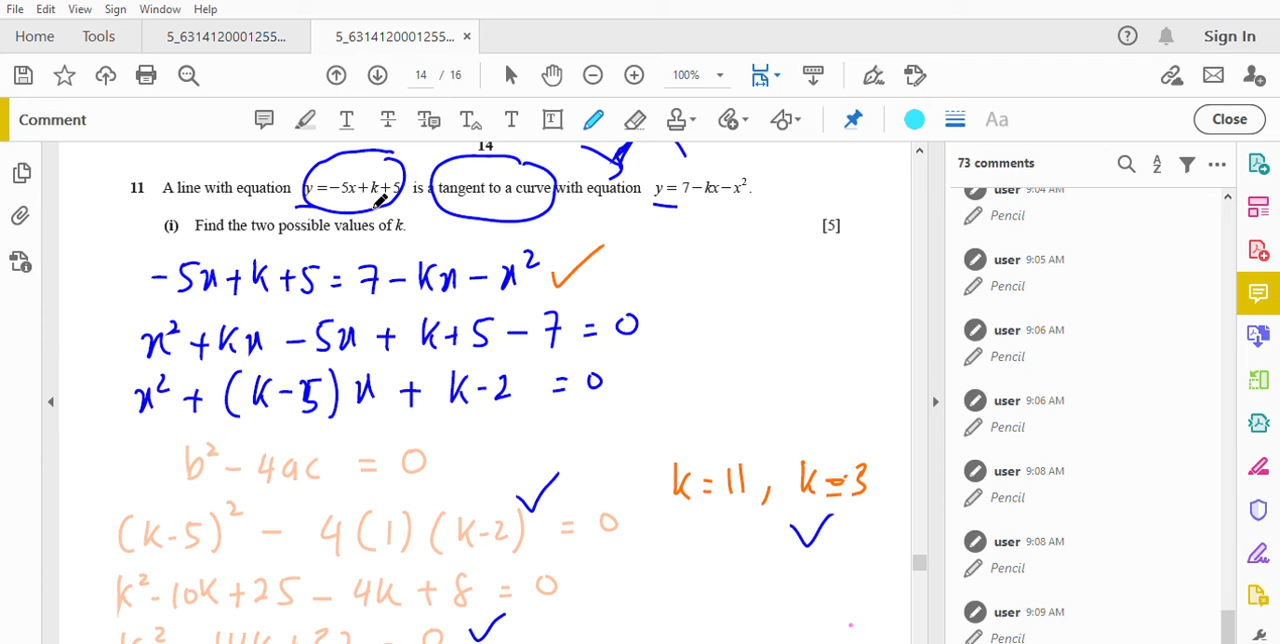 File Edit View Sign Window Help
Home Tools 5_6314120001255... 5_6314120001255... × Sign In
14 / 16 100%
Comment Aa Close
14
11 A line with equation y = −5x + k + 5 is a tangent to a curve with equation y = 7 − kx − x².
(i) Find the two possible values of k. [5]
-5x + k + 5 = 7 - kx - x²
x² + kx - 5x + k + 5 - 7 = 0
x² + (k-5)x + k-2 = 0
b² - 4ac = 0
k = 11, k = 3
(k-5)² - 4(1)(k-2) = 0
k² - 10k + 25 - 4k + 8 = 0
73 comments
user 9:04 AM
Pencil
user 9:05 AM
Pencil
user 9:06 AM
Pencil
user 9:06 AM
Pencil
user 9:08 AM
Pencil
user 9:08 AM
Pencil
user 9:09 AM
Pencil